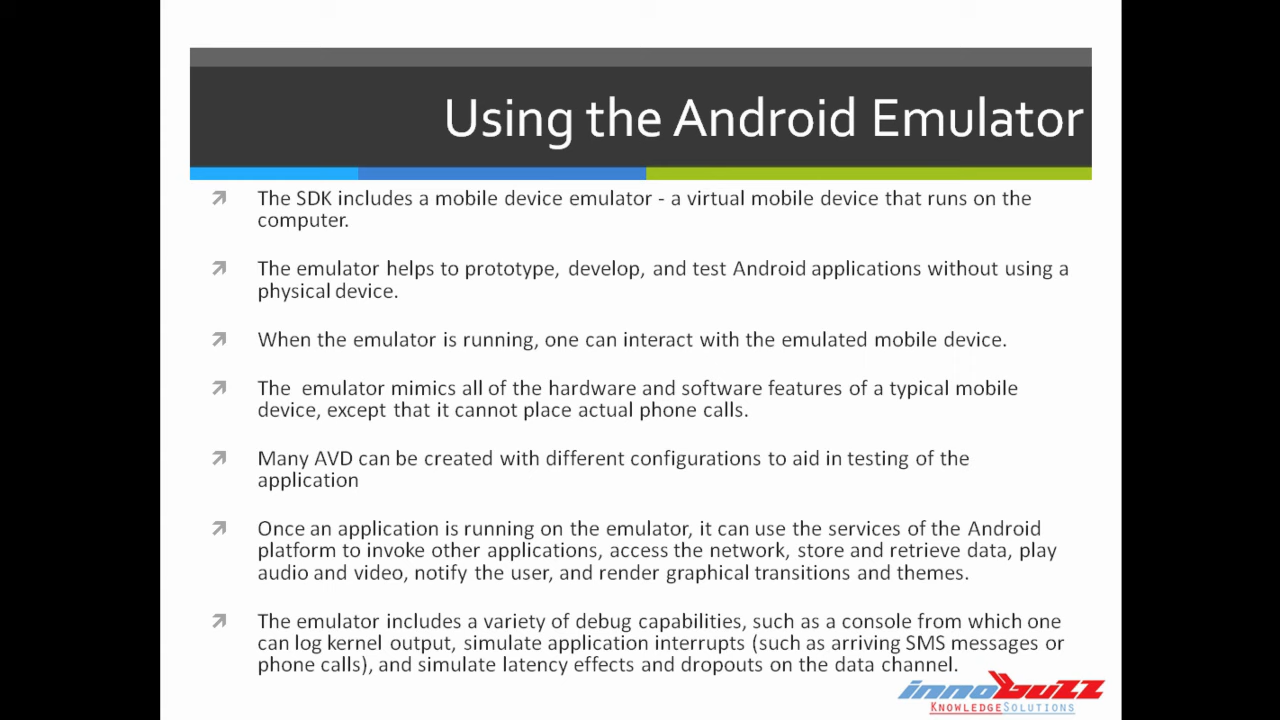 Using the Android Emulator
The SDK includes a mobile device emulator - a virtual mobile device that runs on the
computer.
The emulator helps to prototype, develop, and test Android applications without using a
physical device.
When the emulator is running, one can interact with the emulated mobile device.
The emulator mimics all of the hardware and software features of a typical mobile
device, except that it cannot place actual phone calls.
Many AVD can be created with different configurations to aid in testing of the
application
Once an application is running on the emulator, it can use the services of the Android
platform to invoke other applications, access the network, store and retrieve data, play
audio and video, notify the user, and render graphical transitions and themes.
The emulator includes a variety of debug capabilities, such as a console from which one
can log kernel output, simulate application interrupts (such as arriving SMS messages or
phone calls), and simulate latency effects and dropouts on the data channel.
innobuzz
KNOWLEDGESOLUTIONS